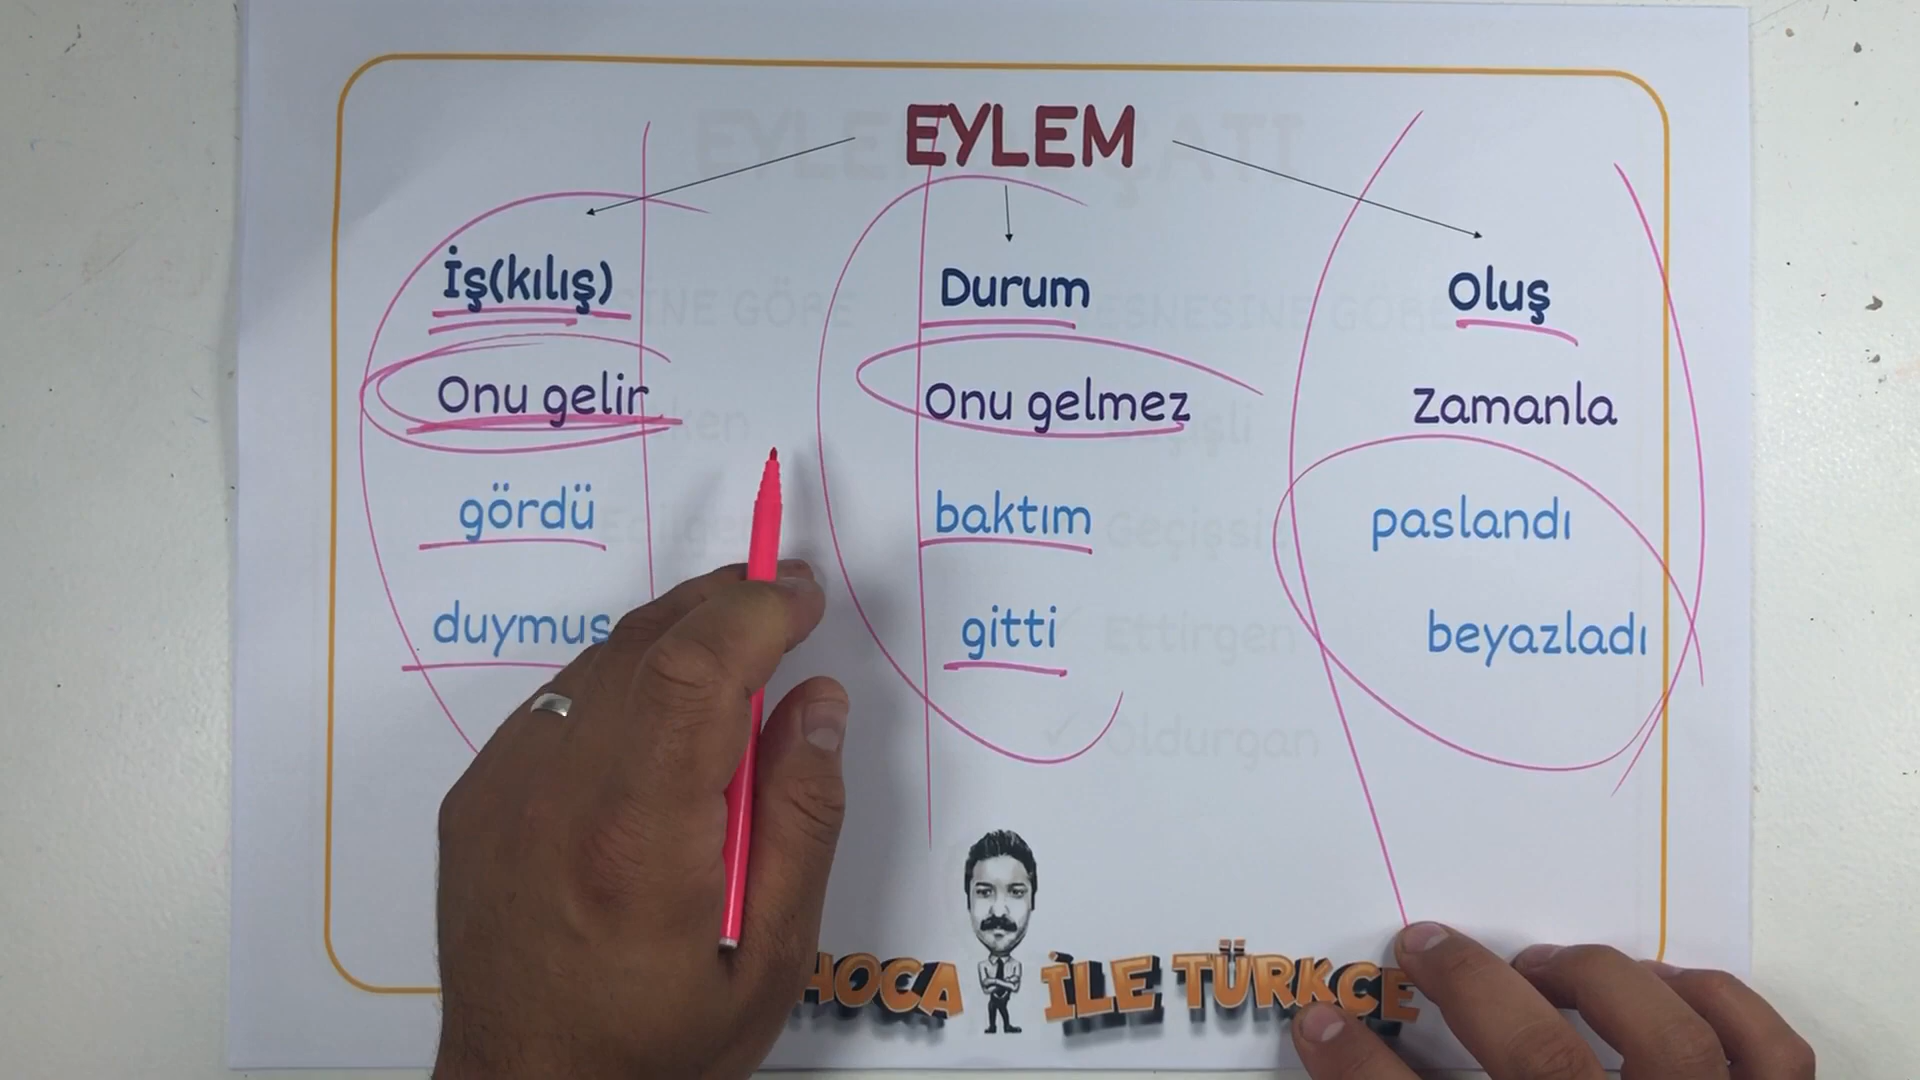 EYLEM
İş(kılış)
Durum
Oluş
Onu gelir
Onu gelmez
Zamanla
gördü
baktım
paslandı
duymuş
gitti
beyazladı
HOCA İLE TÜRKÇE